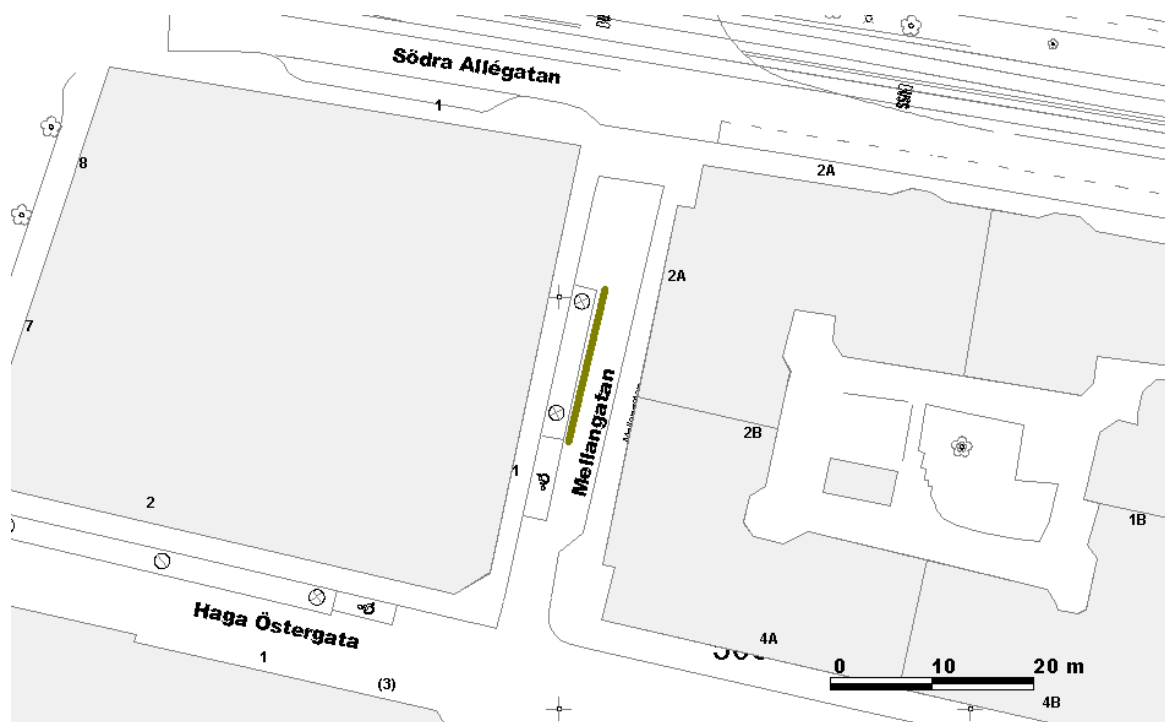 Södra Allégatan
1
8
2A
2A
7
Mellangatan
2B
1
2
1B
Haga Östergata
1
(3)
4A
0 10 20 m
4B